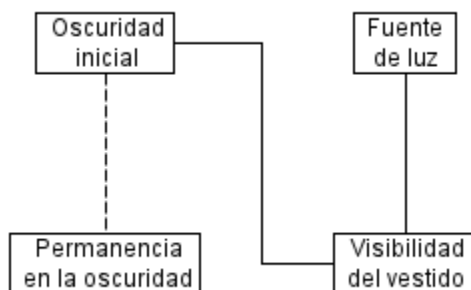 Oscuridad
inicial
Fuente
de luz
Permanencia
en la oscuridad
Visibilidad
del vestido